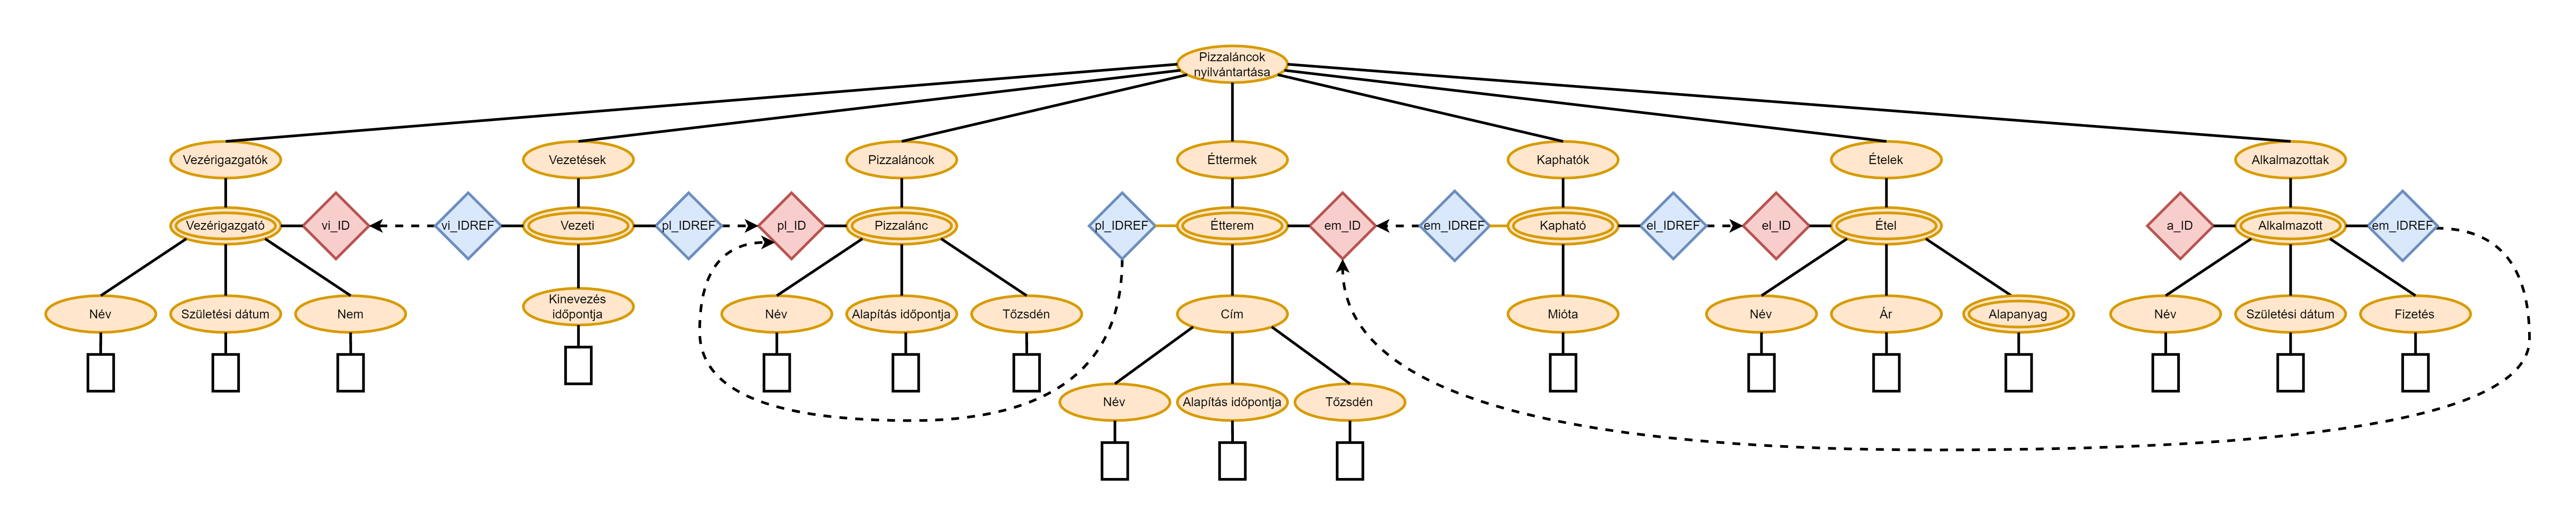 Pizzaláncok
nyilvántartása
Vezérigazgatók
Vezetések
Pizzaláncok
Éttermek
Kaphatók
Ételek
Alkalmazottak
Vezérigazgató
vi_ID
vi_IDREF
Vezeti
pl_IDREF
pl_ID
Pizzalánc
pl_IDREF
Étterem
em_ID
em_IDREF
Kapható
el_IDREF
el_ID
Étel
a_ID
Alkalmazott
em_IDREF
Név
Születési dátum
Nem
Kinevezés
időpontja
Név
Alapítás időpontja
Tőzsdén
Cím
Mióta
Név
Ár
Alapanyag
Név
Születési dátum
Fizetés
Név
Alapítás időpontja
Tőzsdén